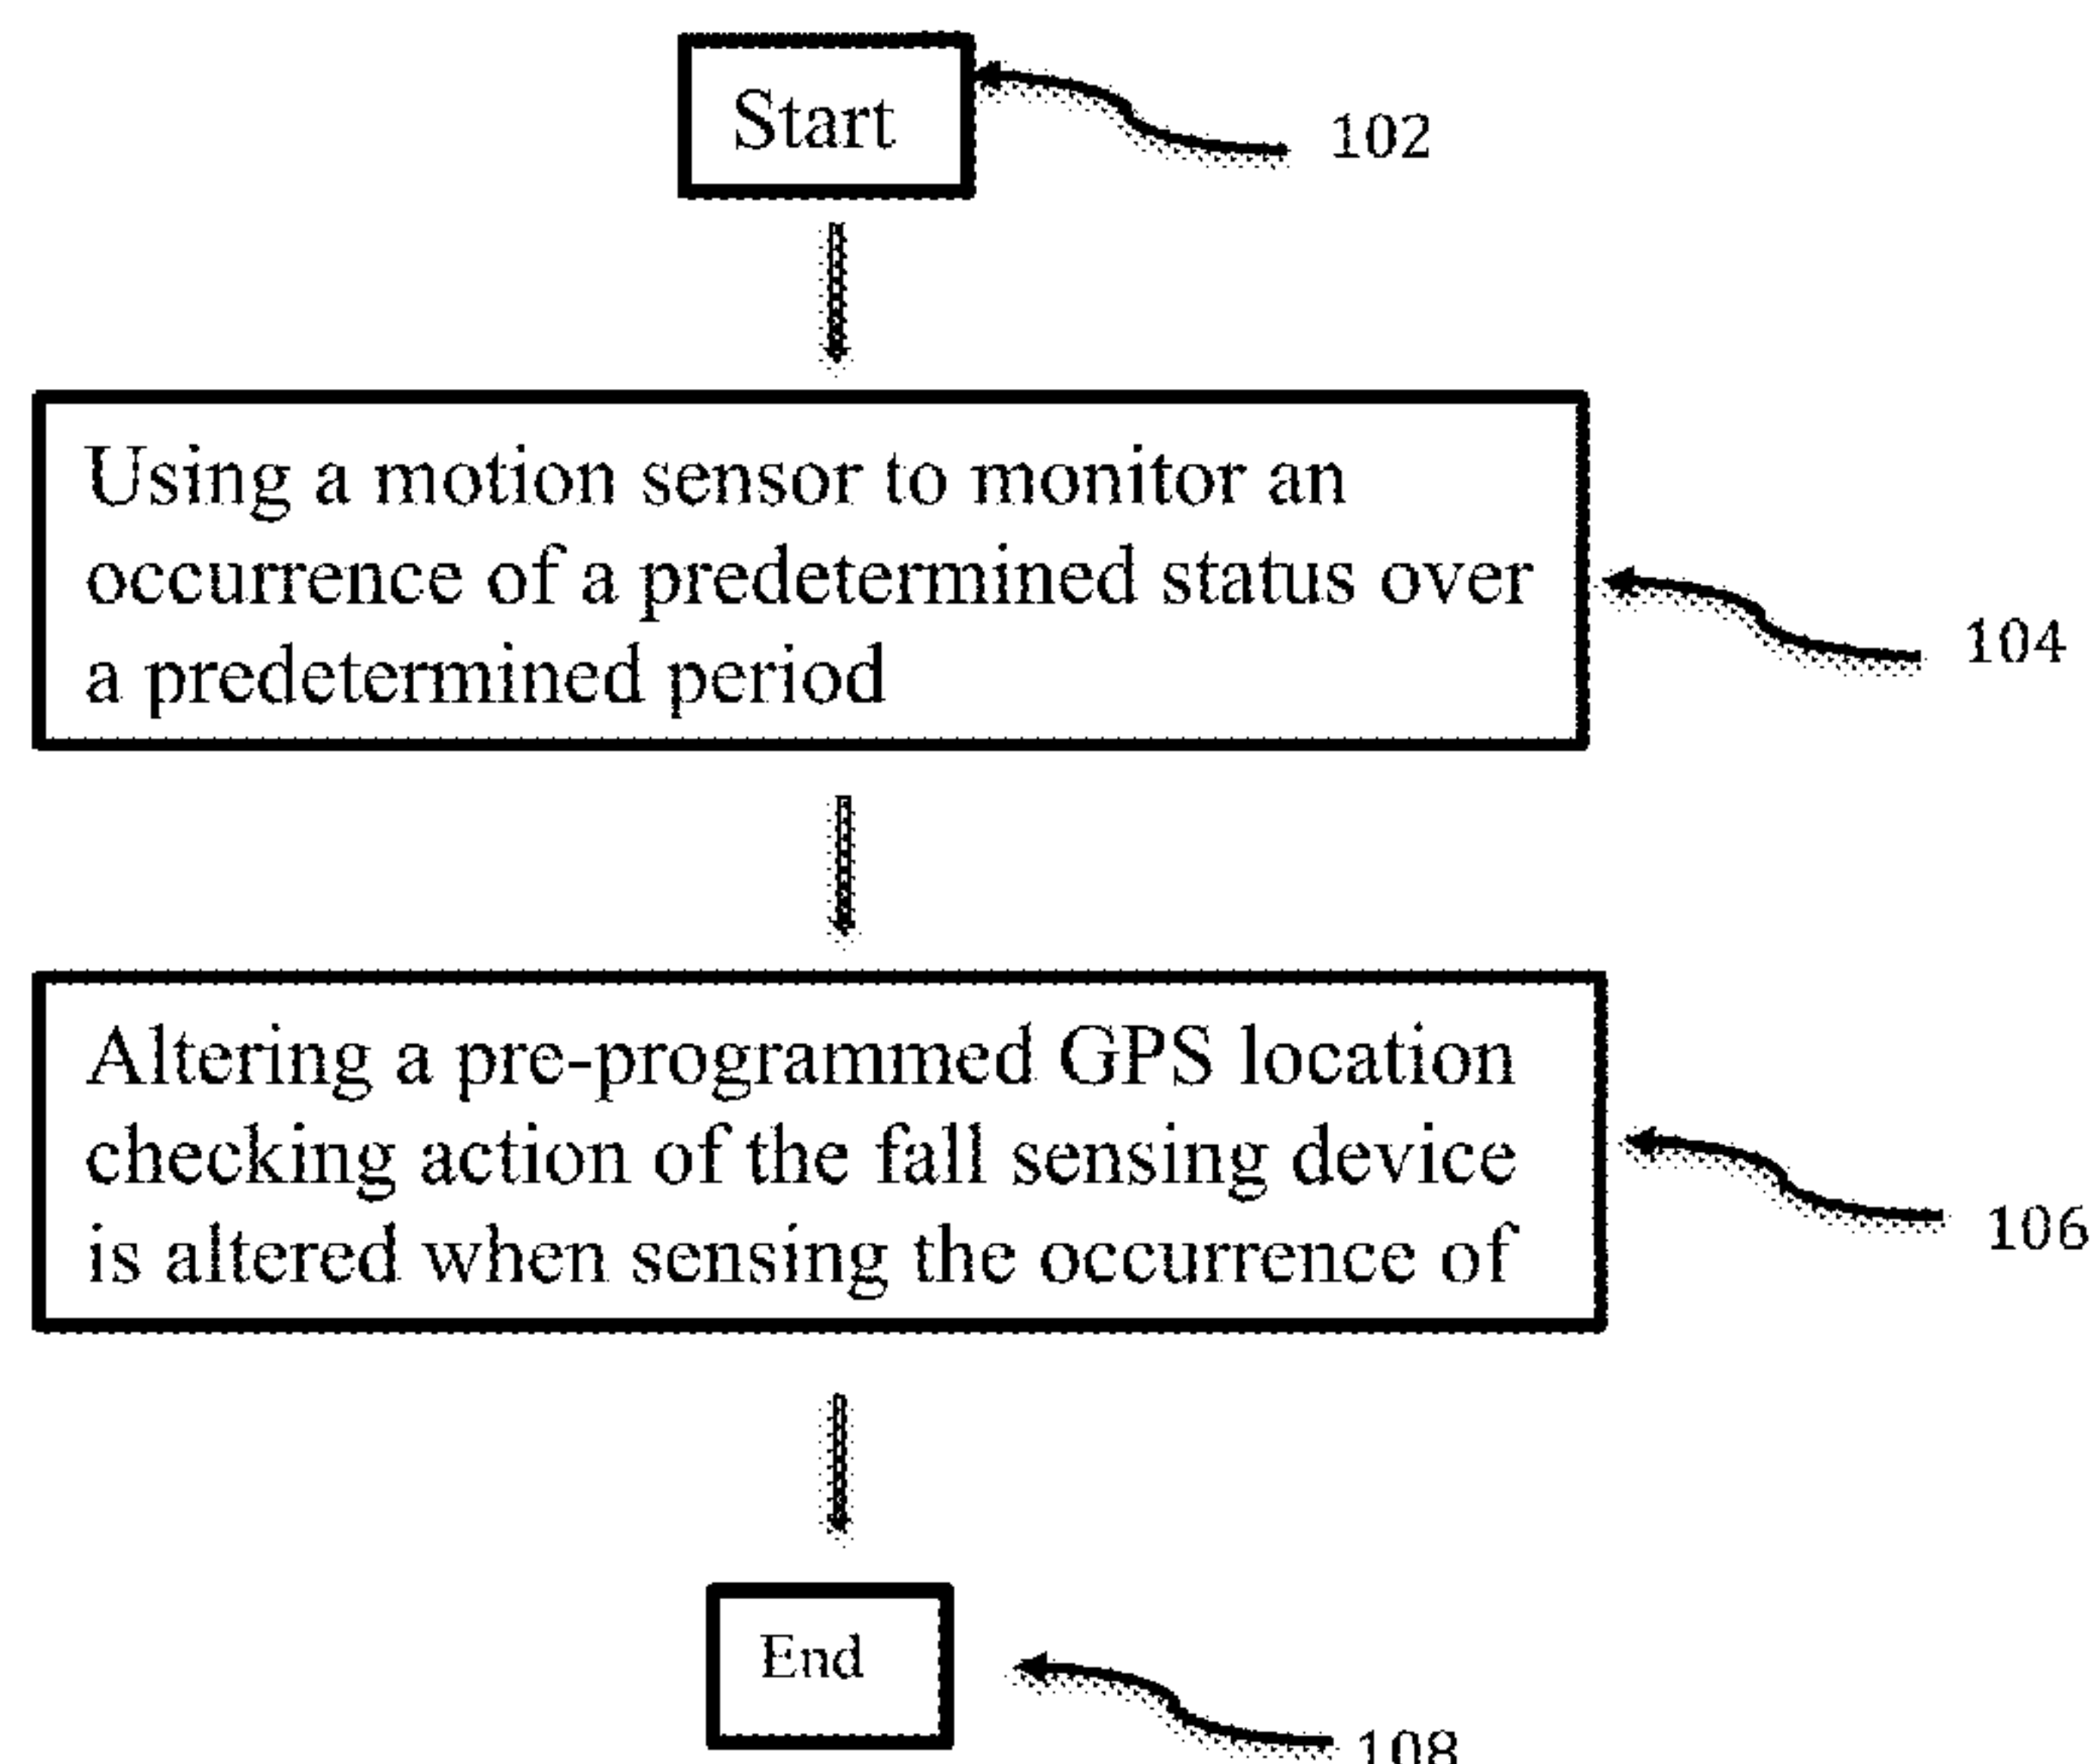 Start
102
Using a motion sensor to monitor an
occurrence of a predetermined status over
a predetermined period
104
Altering a pre-programmed GPS location
checking action of the fall sensing device
is altered when sensing the occurrence of
106
End
108